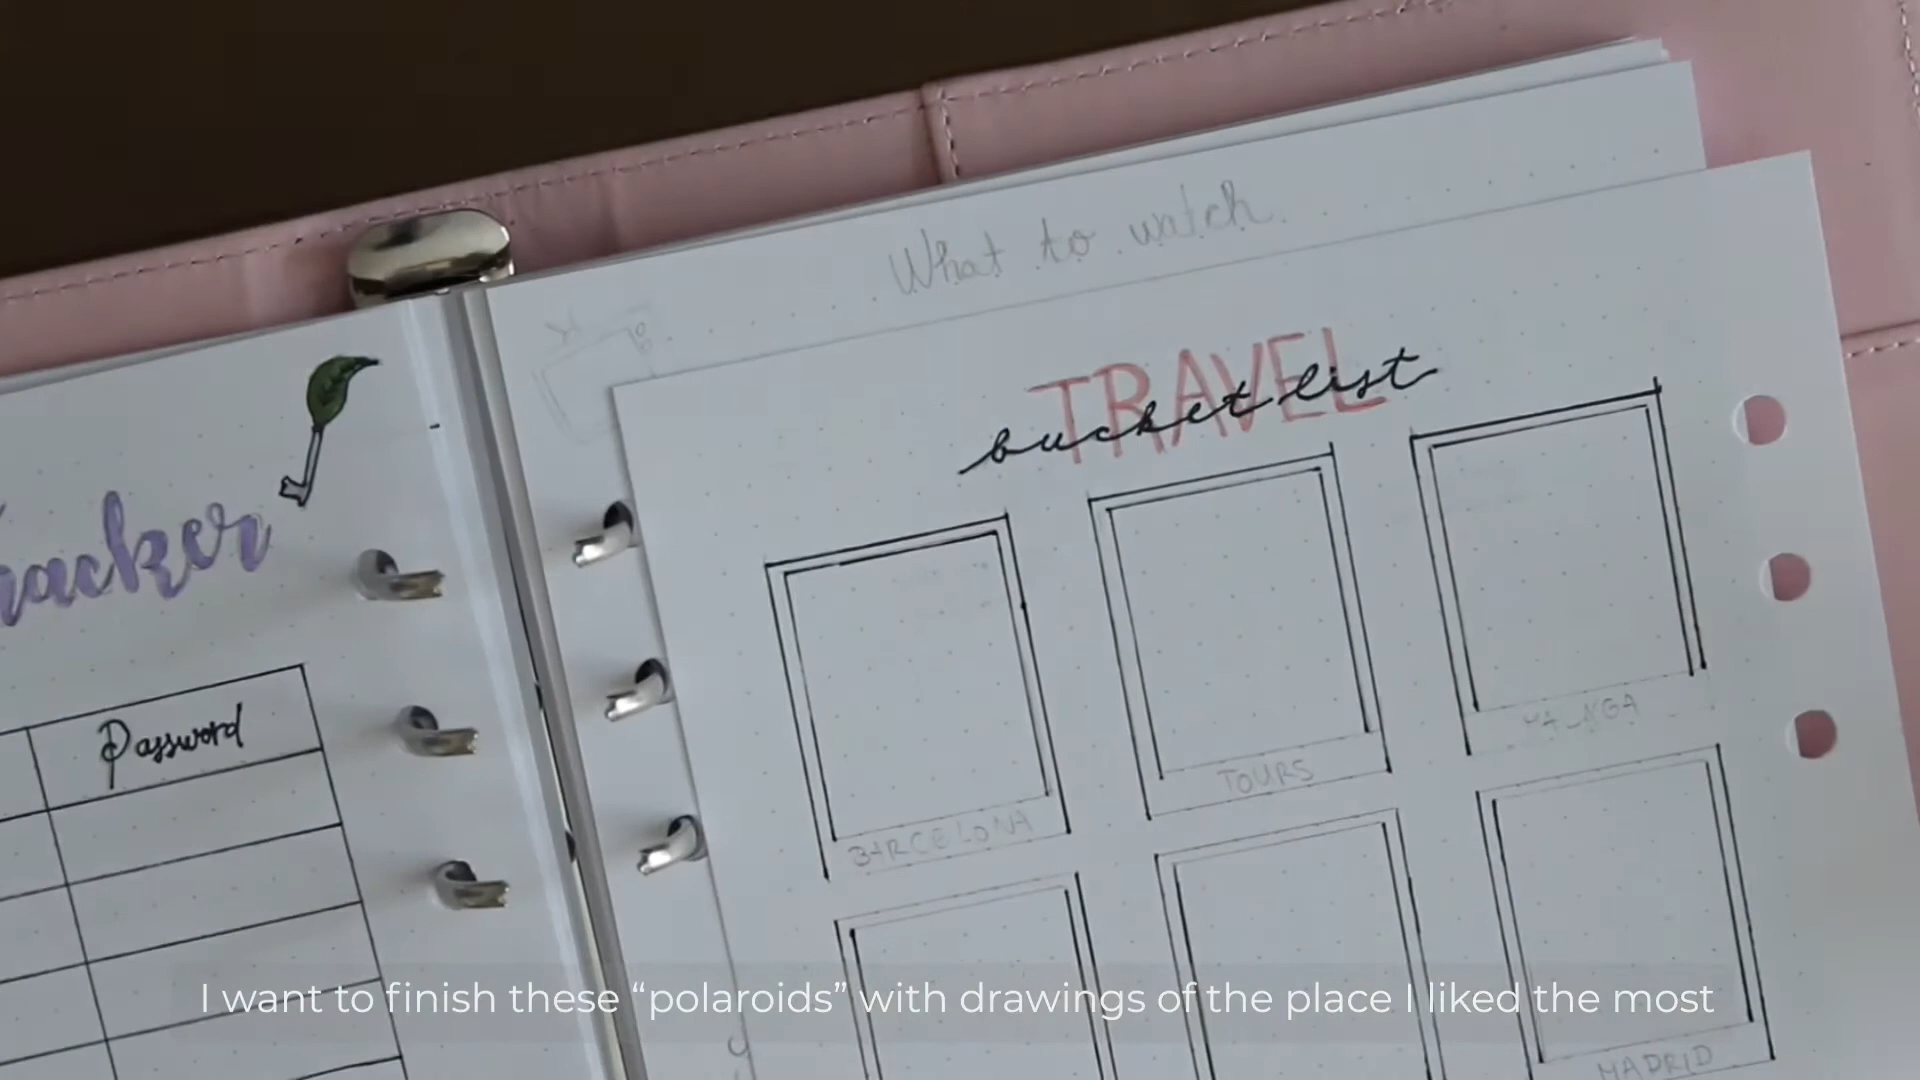 What to watch
TRAVEL
bucket list
Password
BARCELONA
TOURS
MADRID
I want to finish these “polaroids” with drawings of the place I liked the most